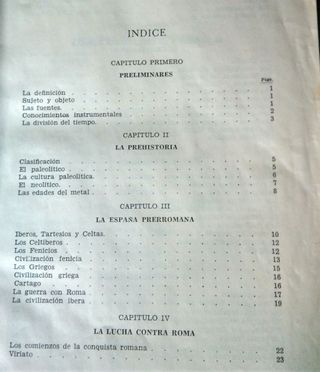 INDICE
CAPITULO PRIMERO
PRELIMINARES
Págs.
La definición . . . . . . . . . . . . . 1
Sujeto y objeto . . . . . . . . . . . . 1
Las fuentes. . . . . . . . . . . . . . 1
Conocimientos instrumentales . . . . . . . . . 2
La división del tiempo. . . . . . . . . . . 3
CAPITULO II
LA PREHISTORIA
Clasificación . . . . . . . . . . . . . 5
El paleolítico . . . . . . . . . . . . . 5
La cultura paleolítica. . . . . . . . . . . 6
El neolítico. . . . . . . . . . . . . . 7
Las edades del metal . . . . . . . . . . . 8
CAPITULO III
LA ESPAÑA PRERROMANA
Iberos, Tartesios y Celtas. . . . . . . . . . 10
Los Celtíberos . . . . . . . . . . . . . 12
Los Fenicios . . . . . . . . . . . . . 12
Civilización fenicia . . . . . . . . . . . 13
Los Griegos . . . . . . . . . . . . . 15
Civilización griega . . . . . . . . . . . 16
Cartago . . . . . . . . . . . . . . 16
La guerra con Roma . . . . . . . . . . . 17
La civilización ibera . . . . . . . . . . . 19
CAPITULO IV
LA LUCHA CONTRA ROMA
Los comienzos de la conquista romana . . . . . . . 22
Viriato . . . . . . . . . . . . . . 23